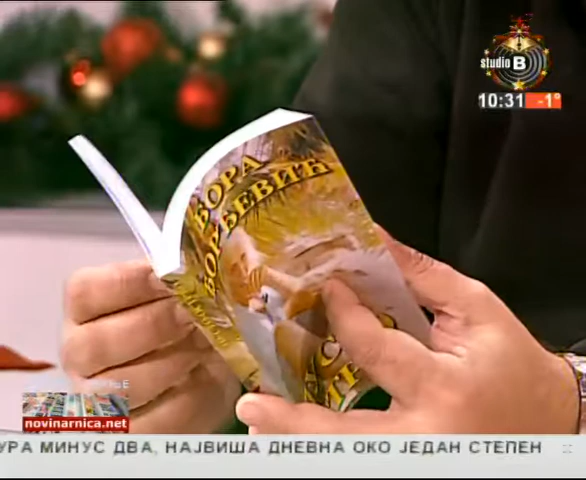 studio B
10:31 -1°
БОРА
ЂОРЂЕВИЋ
novinarnica.net
УРА МИНУС ДВА, НАЈВИША ДНЕВНА ОКО ЈЕДАН СТЕПЕН